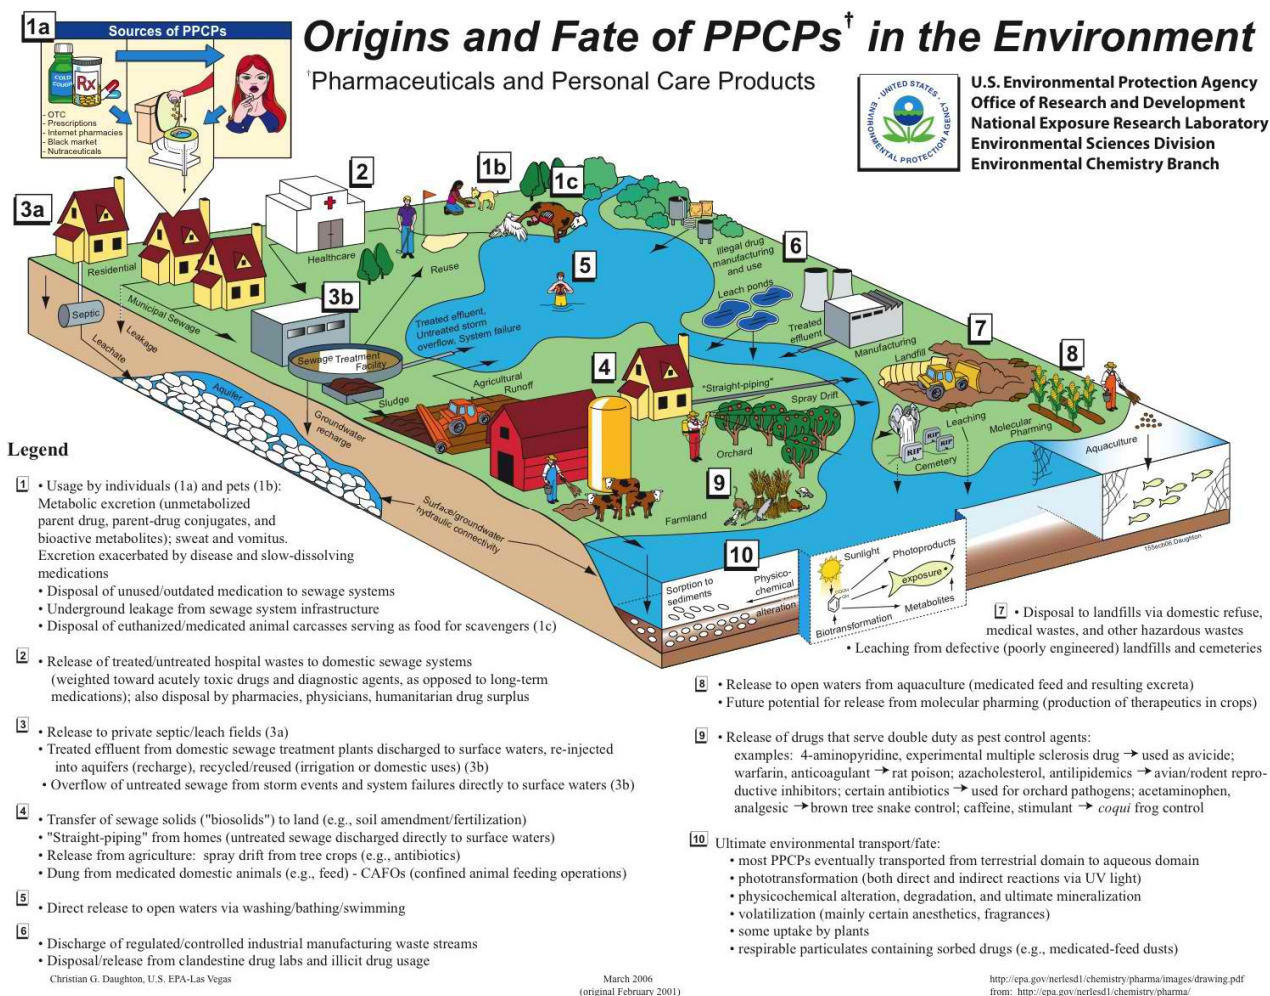 1a
Sources of PPCPs
COLD
COUGH
Rx
- OTC
- Prescriptions
- Internet pharmacies
- Black market
- Nutraceuticals
Origins and Fate of PPCPs† in the Environment
†Pharmaceuticals and Personal Care Products
UNITED STATES
ENVIRONMENTAL PROTECTION AGENCY
U.S. Environmental Protection Agency
Office of Research and Development
National Exposure Research Laboratory
Environmental Sciences Division
Environmental Chemistry Branch
3a
2
1b
1c
5
6
3b
7
8
4
9
10
Residential
Healthcare
Reuse
Illegal drug
manufacturing
and use
Leach ponds
Septic
Municipal Sewage
Leakage
Leachate
Treated effluent,
Untreated storm
overflow, System failure
Treated
effluent
Manufacturing
Landfill
Sewage Treatment
Facility
Sludge
Agricultural
Runoff
"Straight-piping"
Spray Drift
Leaching
Molecular
Pharming
Aquifer
Groundwater
recharge
Orchard
RIP
RIP
RIP
Cemetery
Aquaculture
Surface/groundwater
hydraulic connectivity
Farmland
155ech06.Daughton
Sorption to
sediments
Physico-
chemical
alteration
Sunlight
Photoproducts
exposure
COOH
OH
Metabolites
Biotransformation
Legend
1 • Usage by individuals (1a) and pets (1b):
Metabolic excretion (unmetabolized
parent drug, parent-drug conjugates, and
bioactive metabolites); sweat and vomitus.
Excretion exacerbated by disease and slow-dissolving
medications
• Disposal of unused/outdated medication to sewage systems
• Underground leakage from sewage system infrastructure
• Disposal of euthanized/medicated animal carcasses serving as food for scavengers (1c)
2 • Release of treated/untreated hospital wastes to domestic sewage systems
(weighted toward acutely toxic drugs and diagnostic agents, as opposed to long-term
medications); also disposal by pharmacies, physicians, humanitarian drug surplus
3 • Release to private septic/leach fields (3a)
• Treated effluent from domestic sewage treatment plants discharged to surface waters, re-injected
into aquifers (recharge), recycled/reused (irrigation or domestic uses) (3b)
• Overflow of untreated sewage from storm events and system failures directly to surface waters (3b)
4 • Transfer of sewage solids ("biosolids") to land (e.g., soil amendment/fertilization)
• "Straight-piping" from homes (untreated sewage discharged directly to surface waters)
• Release from agriculture: spray drift from tree crops (e.g., antibiotics)
• Dung from medicated domestic animals (e.g., feed) - CAFOs (confined animal feeding operations)
5 • Direct release to open waters via washing/bathing/swimming
6 • Discharge of regulated/controlled industrial manufacturing waste streams
• Disposal/release from clandestine drug labs and illicit drug usage
7 • Disposal to landfills via domestic refuse,
medical wastes, and other hazardous wastes
• Leaching from defective (poorly engineered) landfills and cemeteries
8 • Release to open waters from aquaculture (medicated feed and resulting excreta)
• Future potential for release from molecular pharming (production of therapeutics in crops)
9 • Release of drugs that serve double duty as pest control agents:
examples: 4-aminopyridine, experimental multiple sclerosis drug → used as avicide;
warfarin, anticoagulant → rat poison; azacholesterol, antilipidemics → avian/rodent repro-
ductive inhibitors; certain antibiotics → used for orchard pathogens; acetaminophen,
analgesic → brown tree snake control; caffeine, stimulant → coqui frog control
10 Ultimate environmental transport/fate:
• most PPCPs eventually transported from terrestrial domain to aqueous domain
• phototransformation (both direct and indirect reactions via UV light)
• physicochemical alteration, degradation, and ultimate mineralization
• volatilization (mainly certain anesthetics, fragrances)
• some uptake by plants
• respirable particulates containing sorbed drugs (e.g., medicated-feed dusts)
Christian G. Daughton, U.S. EPA-Las Vegas
March 2006
(original February 2001)
http://epa.gov/nerlesd1/chemistry/pharma/images/drawing.pdf
from: http://epa.gov/nerlesd1/chemistry/pharma/